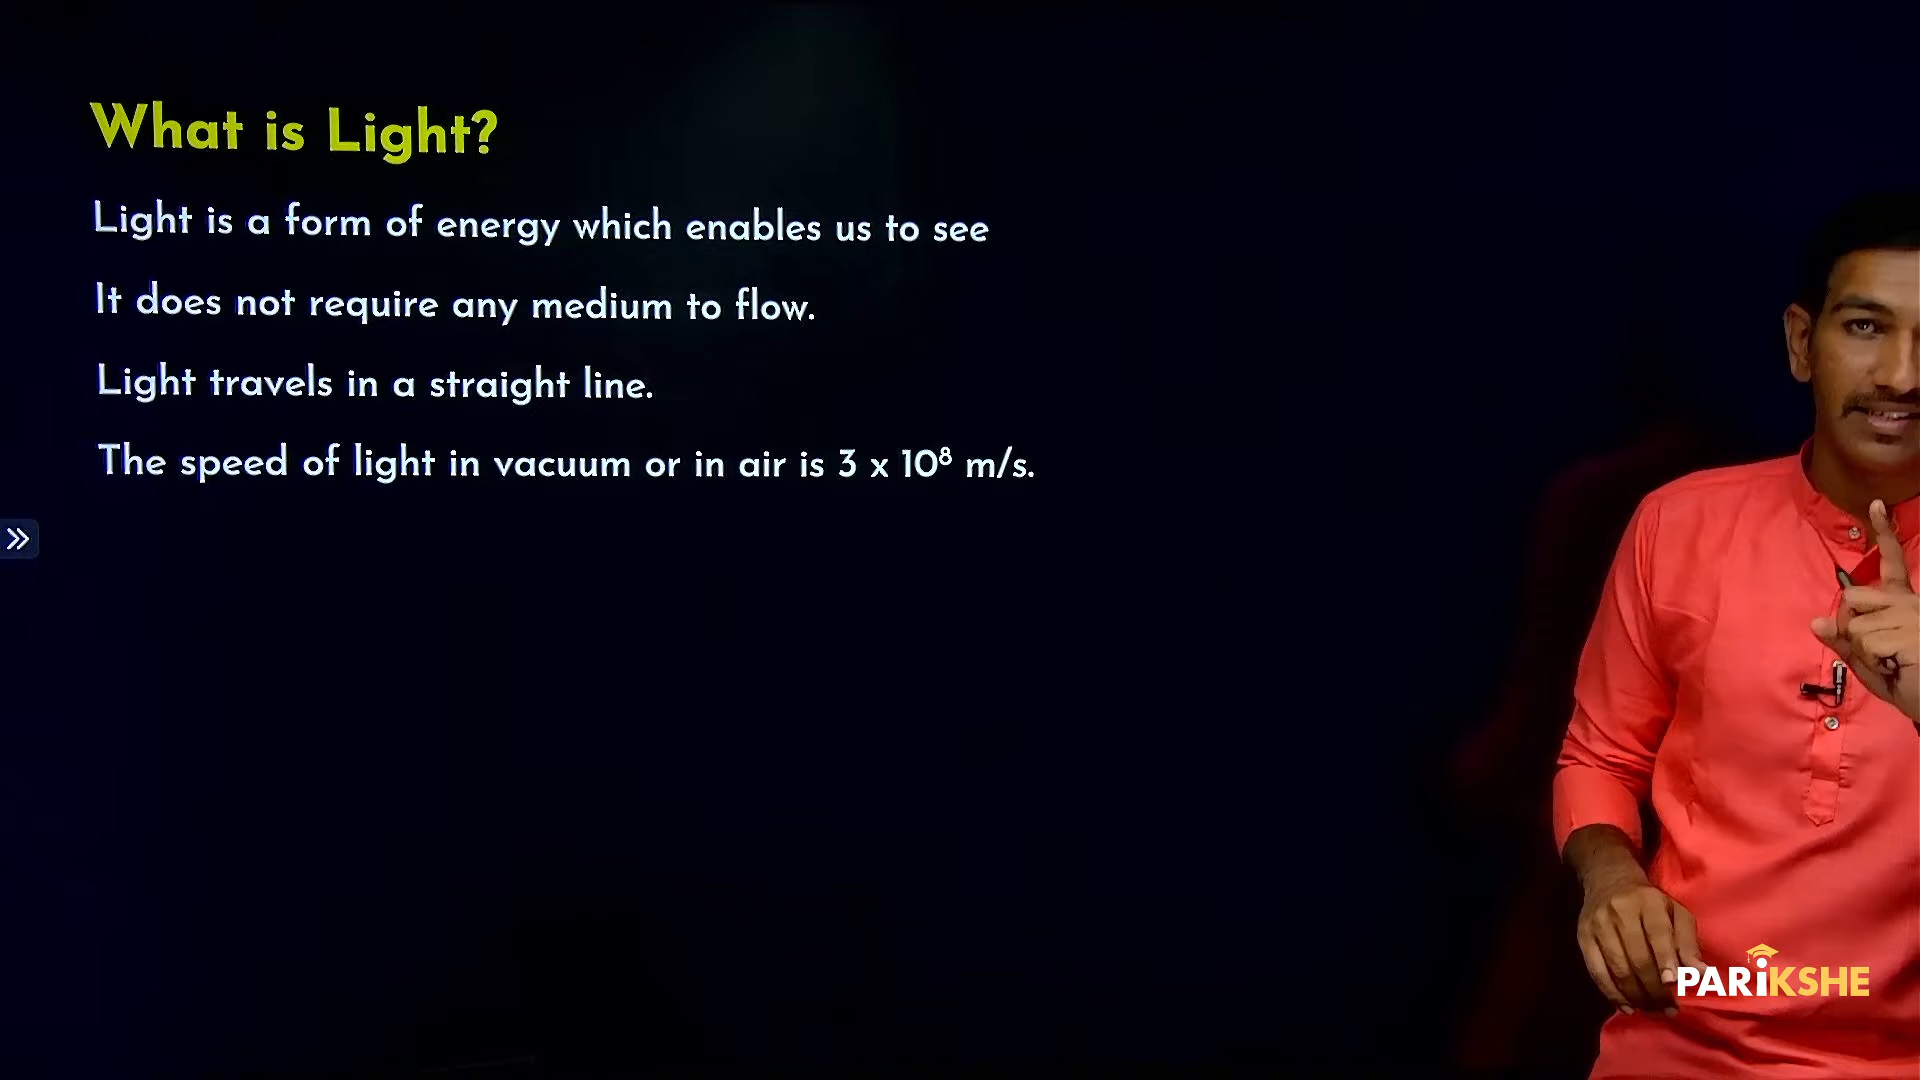 What is Light?
Light is a form of energy which enables us to see
It does not require any medium to flow.
Light travels in a straight line.
The speed of light in vacuum or in air is 3 x 10⁸ m/s.
PARiKSHE